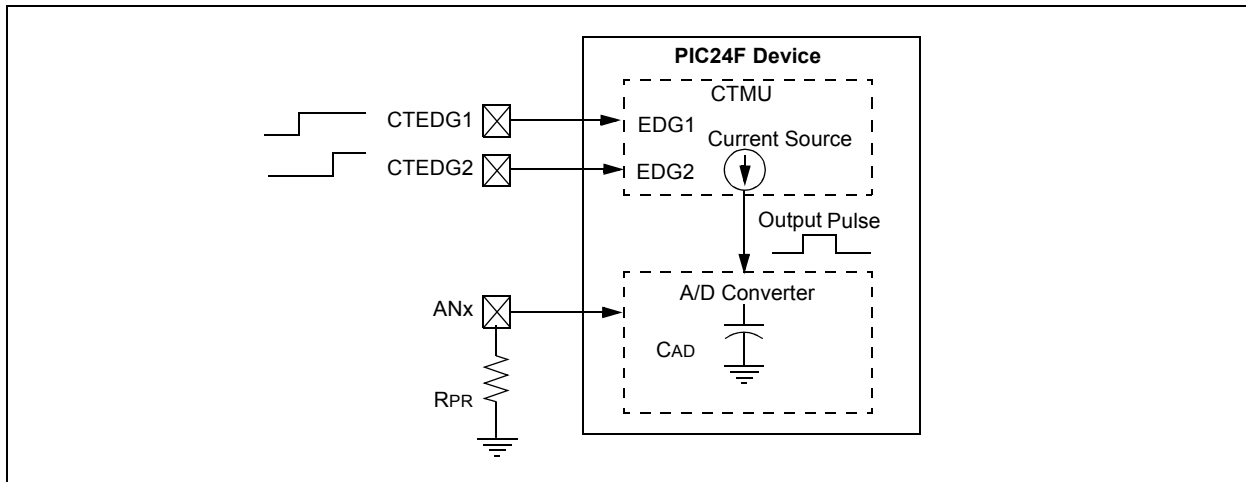 PIC24F Device
CTMU
CTEDG1
EDG1
Current Source
CTEDG2
EDG2
Output Pulse
A/D Converter
ANx
CAD
RPR